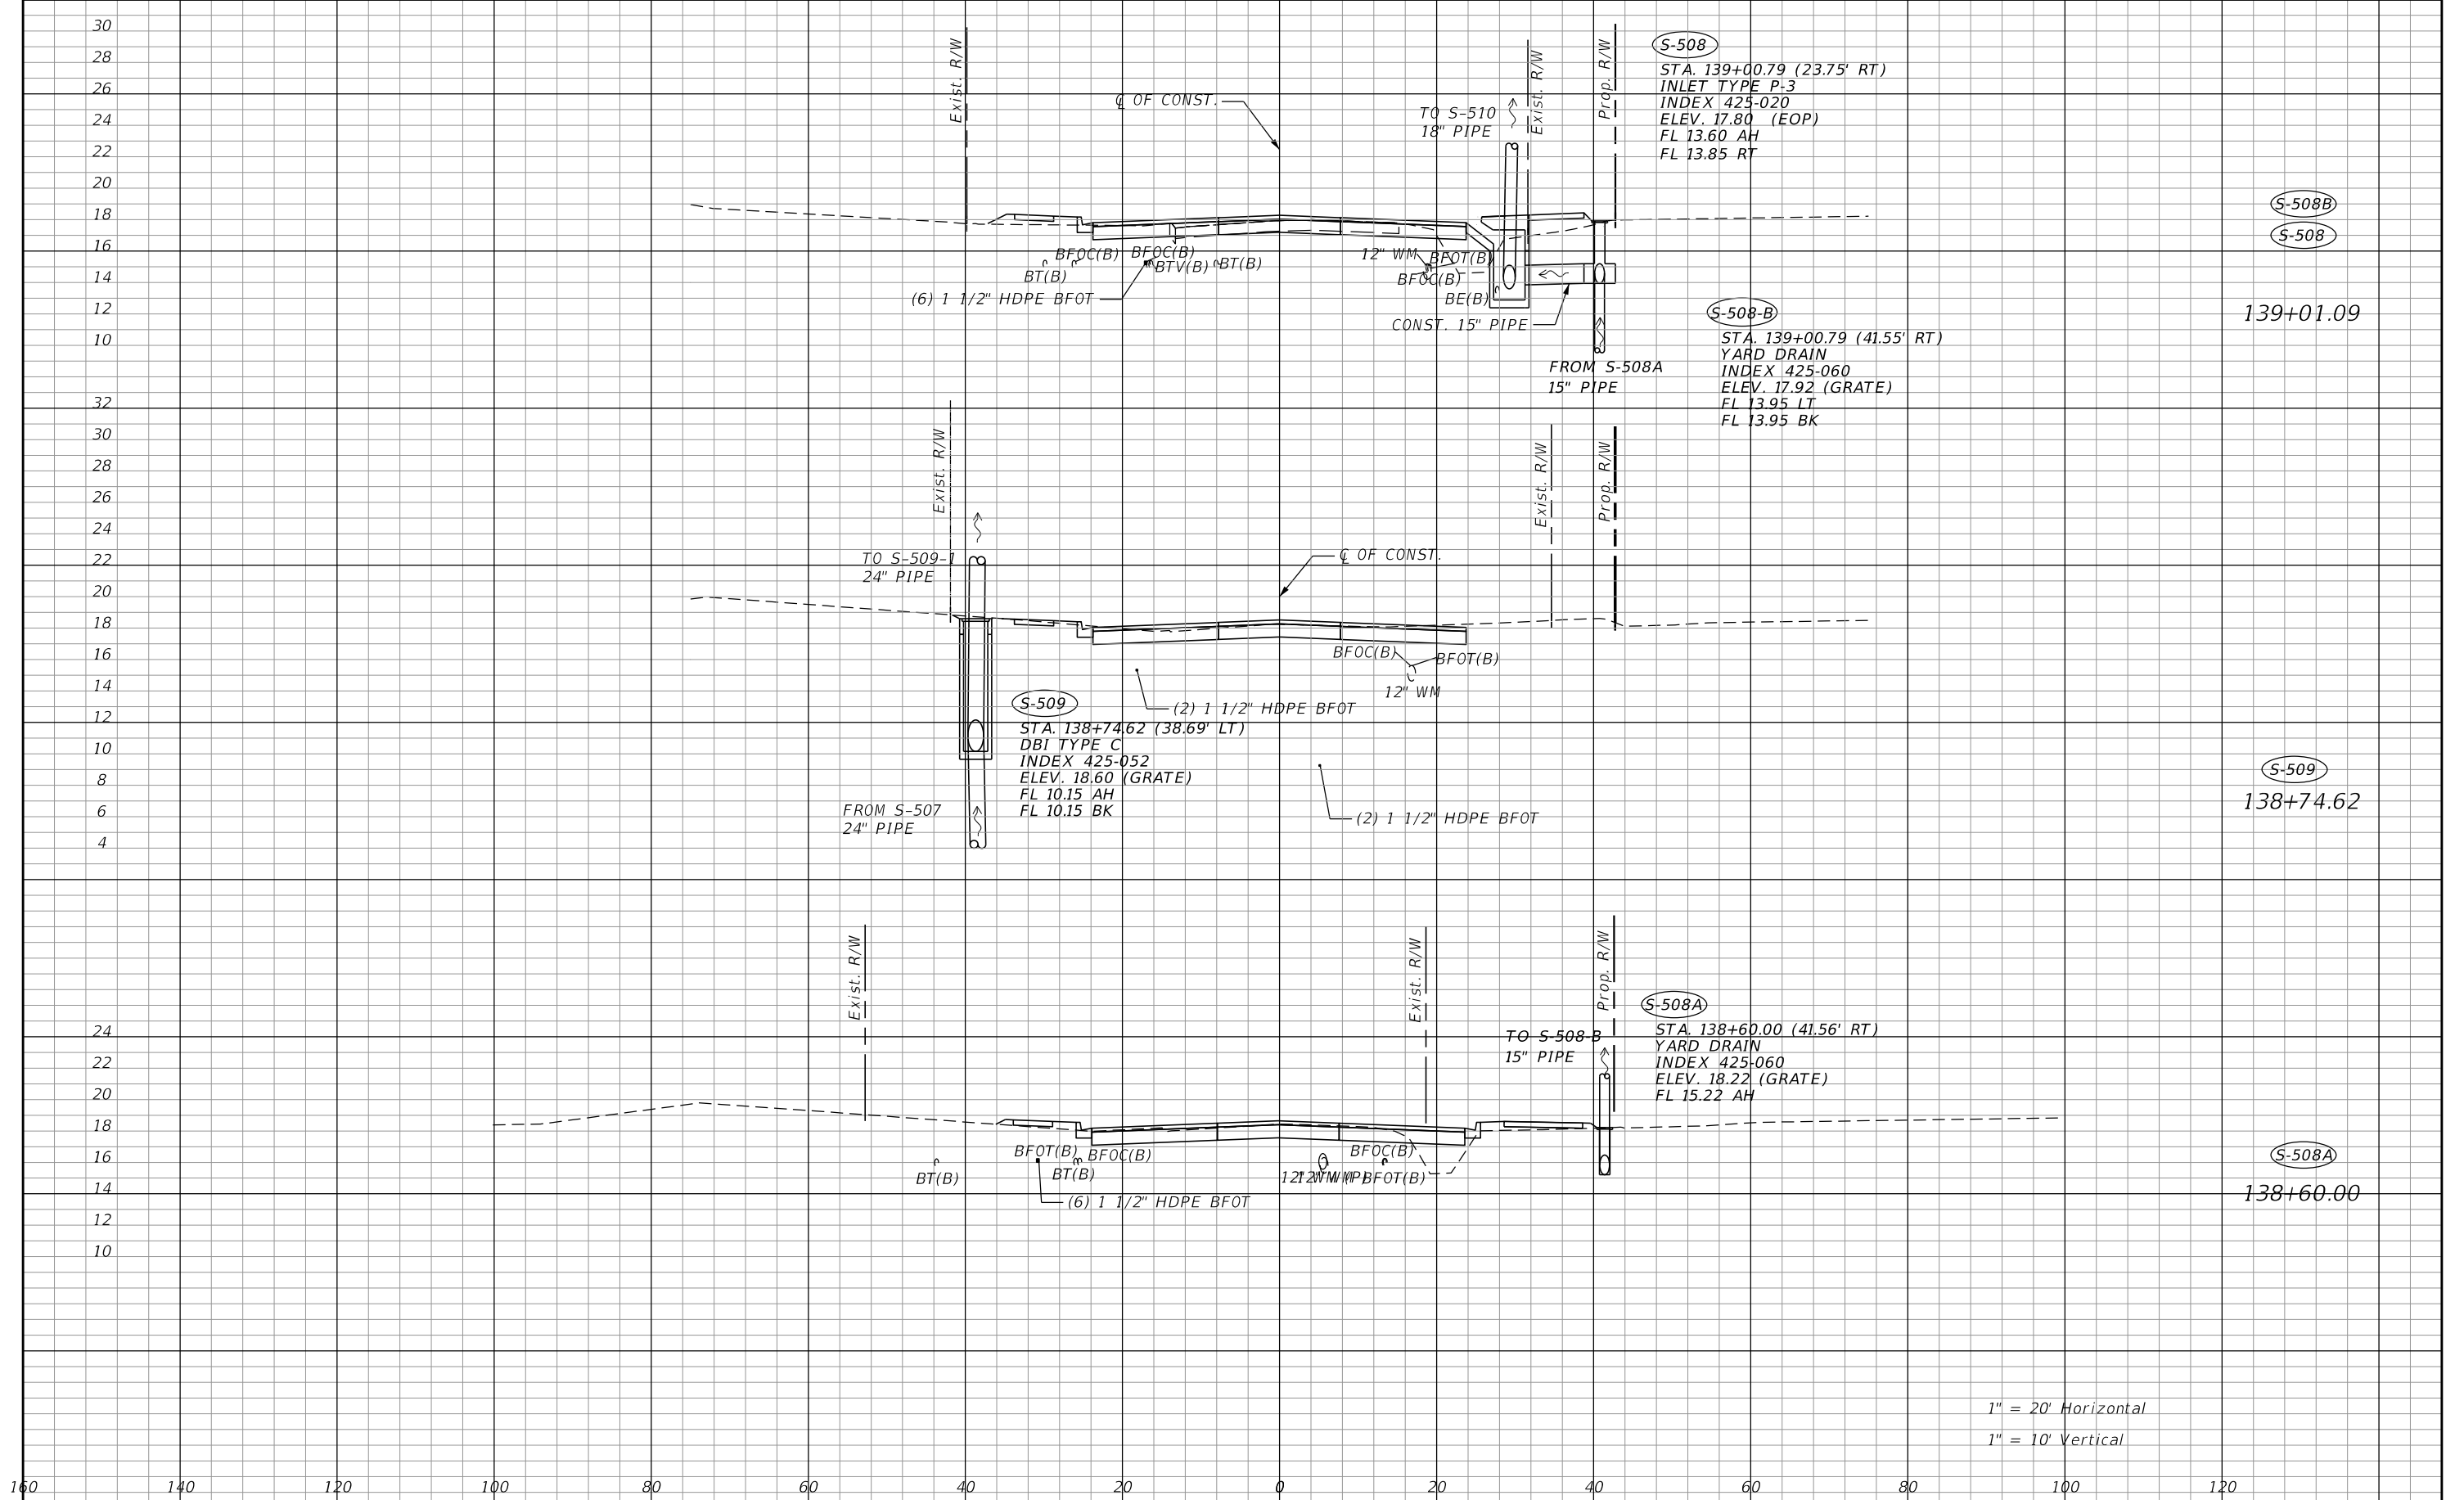 30
28
26
24
22
20
18
16
14
12
10
Exist. R/W
℄ OF CONST.
TO S-510
18" PIPE
Exist. R/W
Prop. R/W
S-508
STA. 139+00.79 (23.75' RT)
INLET TYPE P-3
INDEX 425-020
ELEV. 17.80 (EOP)
FL 13.60 AH
FL 13.85 RT
S-508B
S-508
139+01.09
BFOC(B)
BT(B)
BFOC(B)
BTV(B)
BT(B)
(6) 1 1/2" HDPE BFOT
12" WM
BFOT(B)
BFOC(B)
BE(B)
CONST. 15" PIPE
FROM S-508A
15" PIPE
S-508-B
STA. 139+00.79 (41.55' RT)
YARD DRAIN
INDEX 425-060
ELEV. 17.92 (GRATE)
FL 13.95 LT
FL 13.95 BK
32
30
28
26
24
22
20
18
16
14
12
10
8
6
4
Exist. R/W
Exist. R/W
Prop. R/W
TO S-509-1
24" PIPE
℄ OF CONST.
BFOC(B)
BFOT(B)
12" WM
(2) 1 1/2" HDPE BFOT
S-509
STA. 138+74.62 (38.69' LT)
DBI TYPE C
INDEX 425-052
ELEV. 18.60 (GRATE)
FL 10.15 AH
FL 10.15 BK
FROM S-507
24" PIPE
(2) 1 1/2" HDPE BFOT
S-509
138+74.62
24
22
20
18
16
14
12
10
Exist. R/W
Exist. R/W
Prop. R/W
TO S-508-B
15" PIPE
S-508A
STA. 138+60.00 (41.56' RT)
YARD DRAIN
INDEX 425-060
ELEV. 18.22 (GRATE)
FL 15.22 AH
BFOT(B)
BFOC(B)
BT(B)
BT(B)
(6) 1 1/2" HDPE BFOT
BFOC(B)
12" WM
12" WM(P)
BFOT(B)
S-508A
138+60.00
1" = 20' Horizontal
1" = 10' Vertical
160 140 120 100 80 60 40 20 0 20 40 60 80 100 120